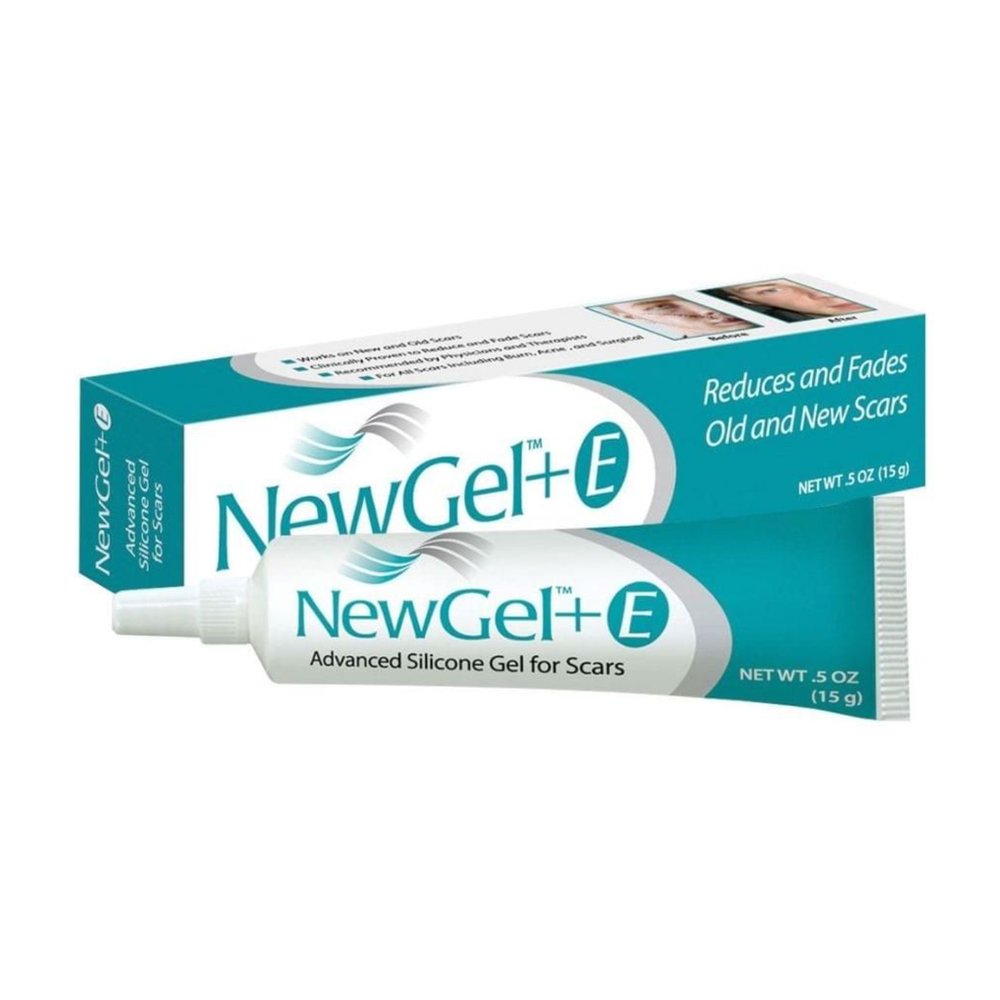 Works on New and Old Scars
Clinically Proven to Reduce and Fade Scars
Recommended by Physicians and Therapists
For All Scars Including Burn, Acne, and Surgical
Before
After
NewGel+E
Advanced
Silicone Gel
for Scars
NewGel™+E
Reduces and Fades
Old and New Scars
NET WT .5 OZ (15 g)
NewGel™+E
Advanced Silicone Gel for Scars
NET WT .5 OZ
(15 g)